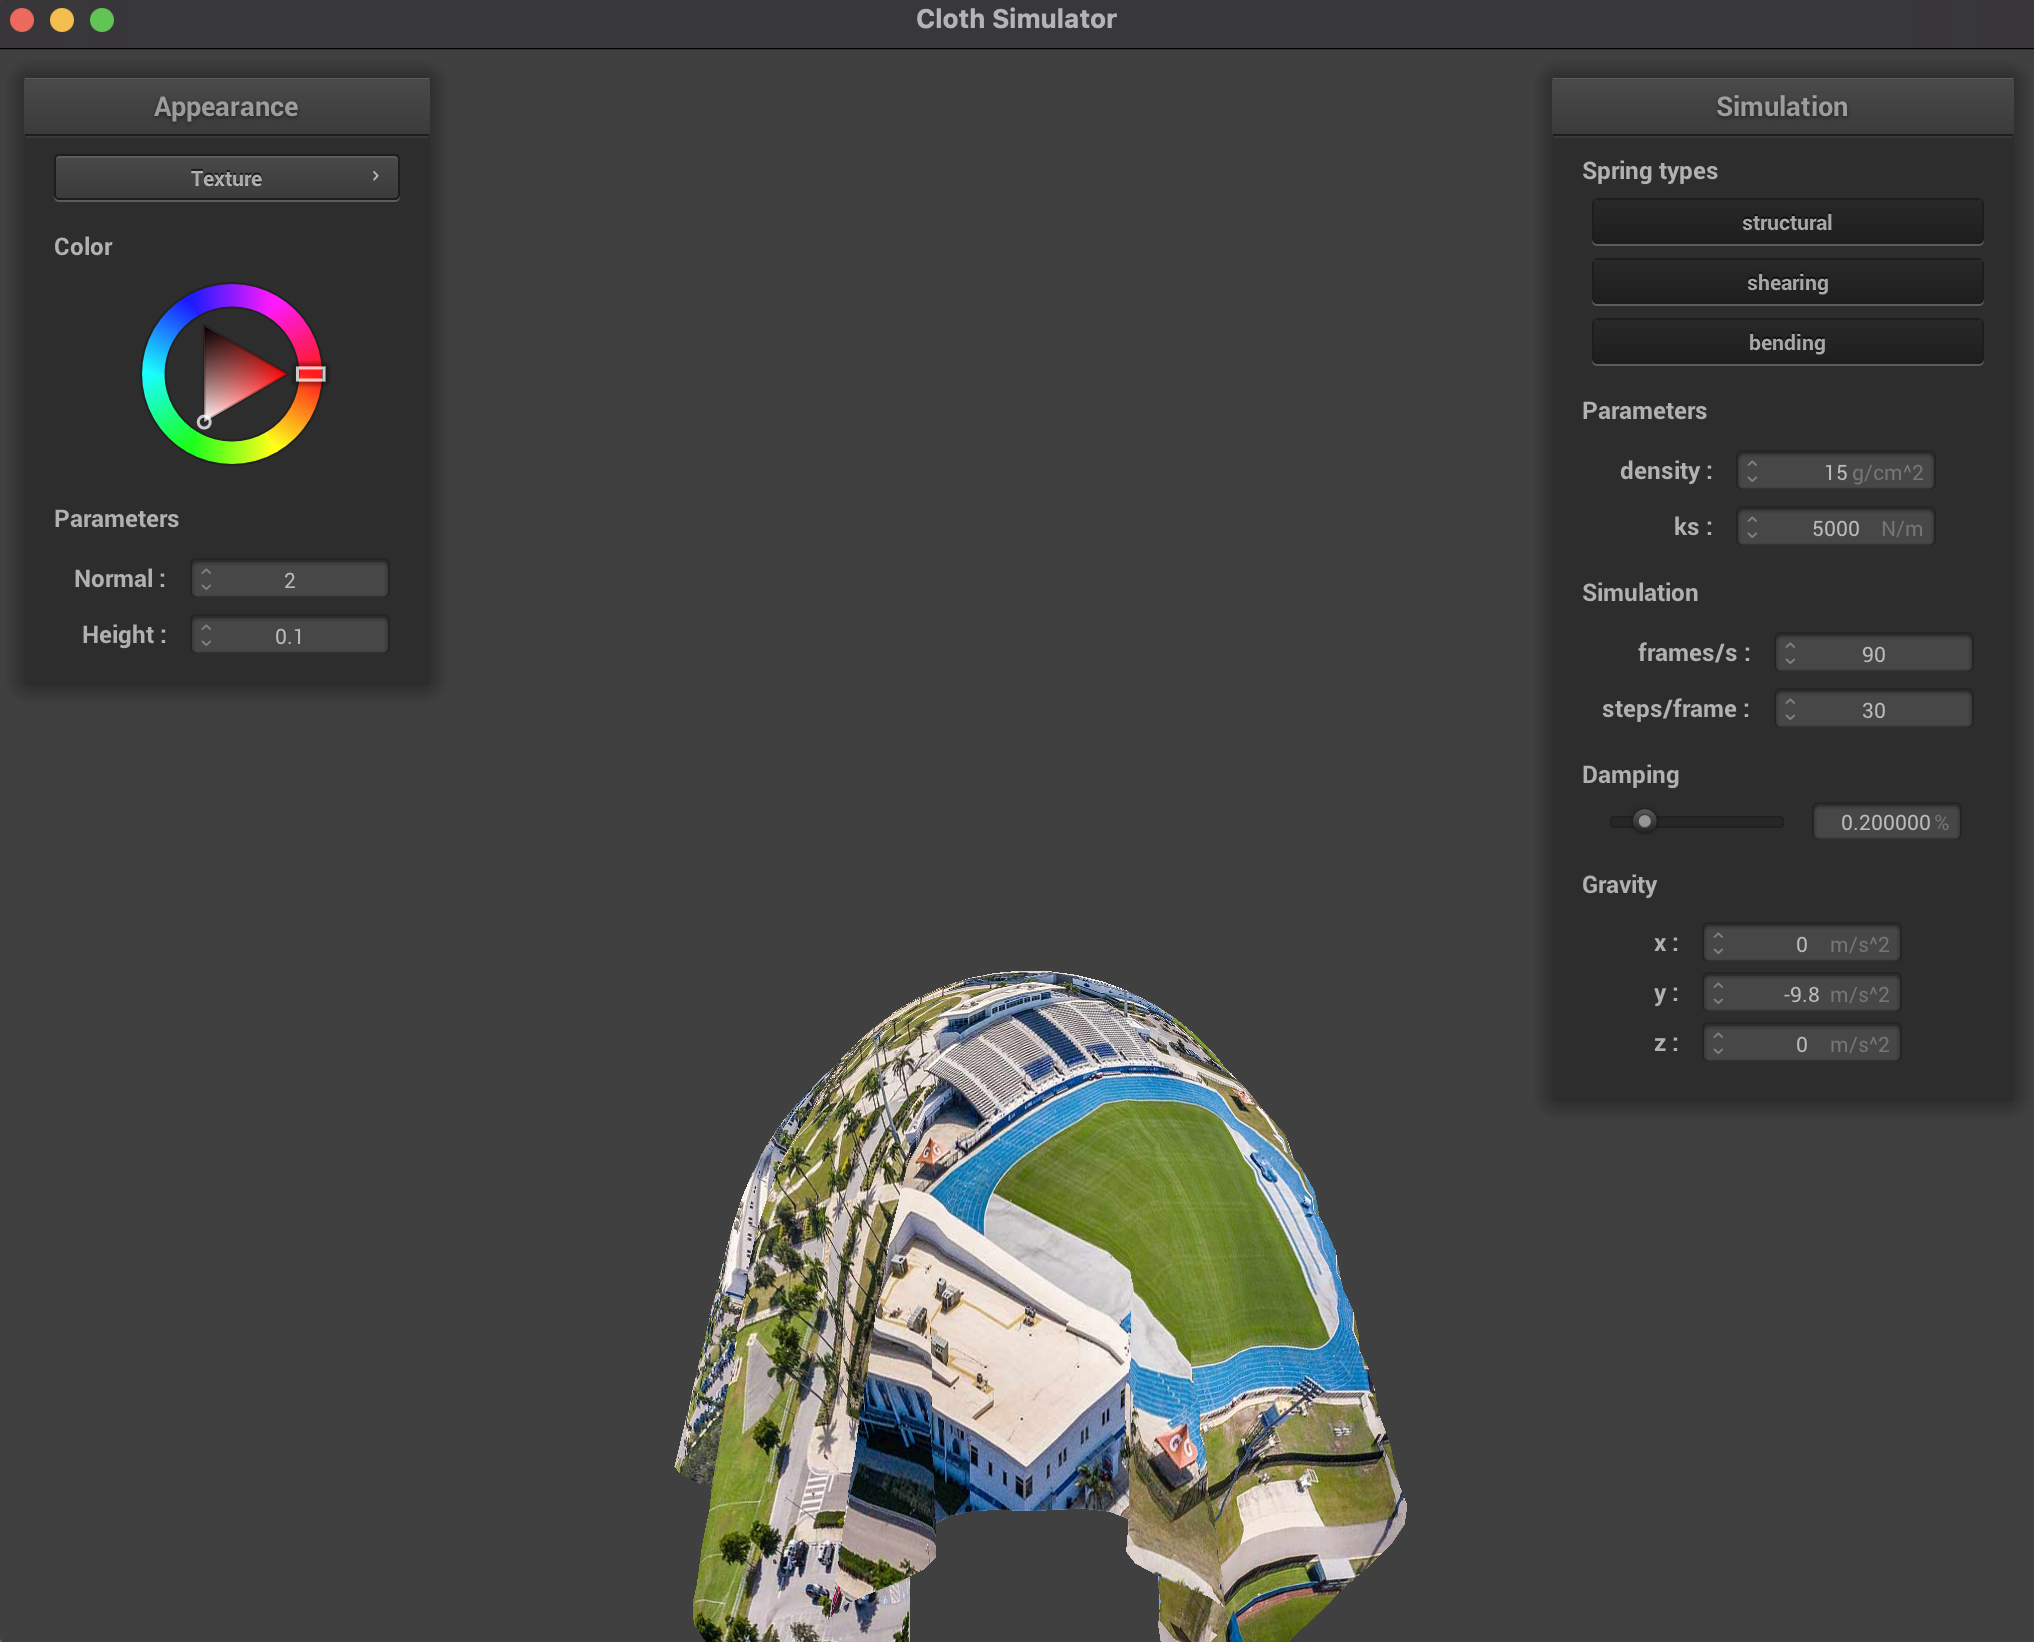 Cloth Simulator
Appearance
Texture
Color
Parameters
Normal : 2
Height : 0.1
Simulation
Spring types
structural
shearing
bending
Parameters
density : 15 g/cm^2
ks : 5000 N/m
Simulation
frames/s : 90
steps/frame : 30
Damping
0.200000 %
Gravity
x : 0 m/s^2
y : -9.8 m/s^2
z : 0 m/s^2